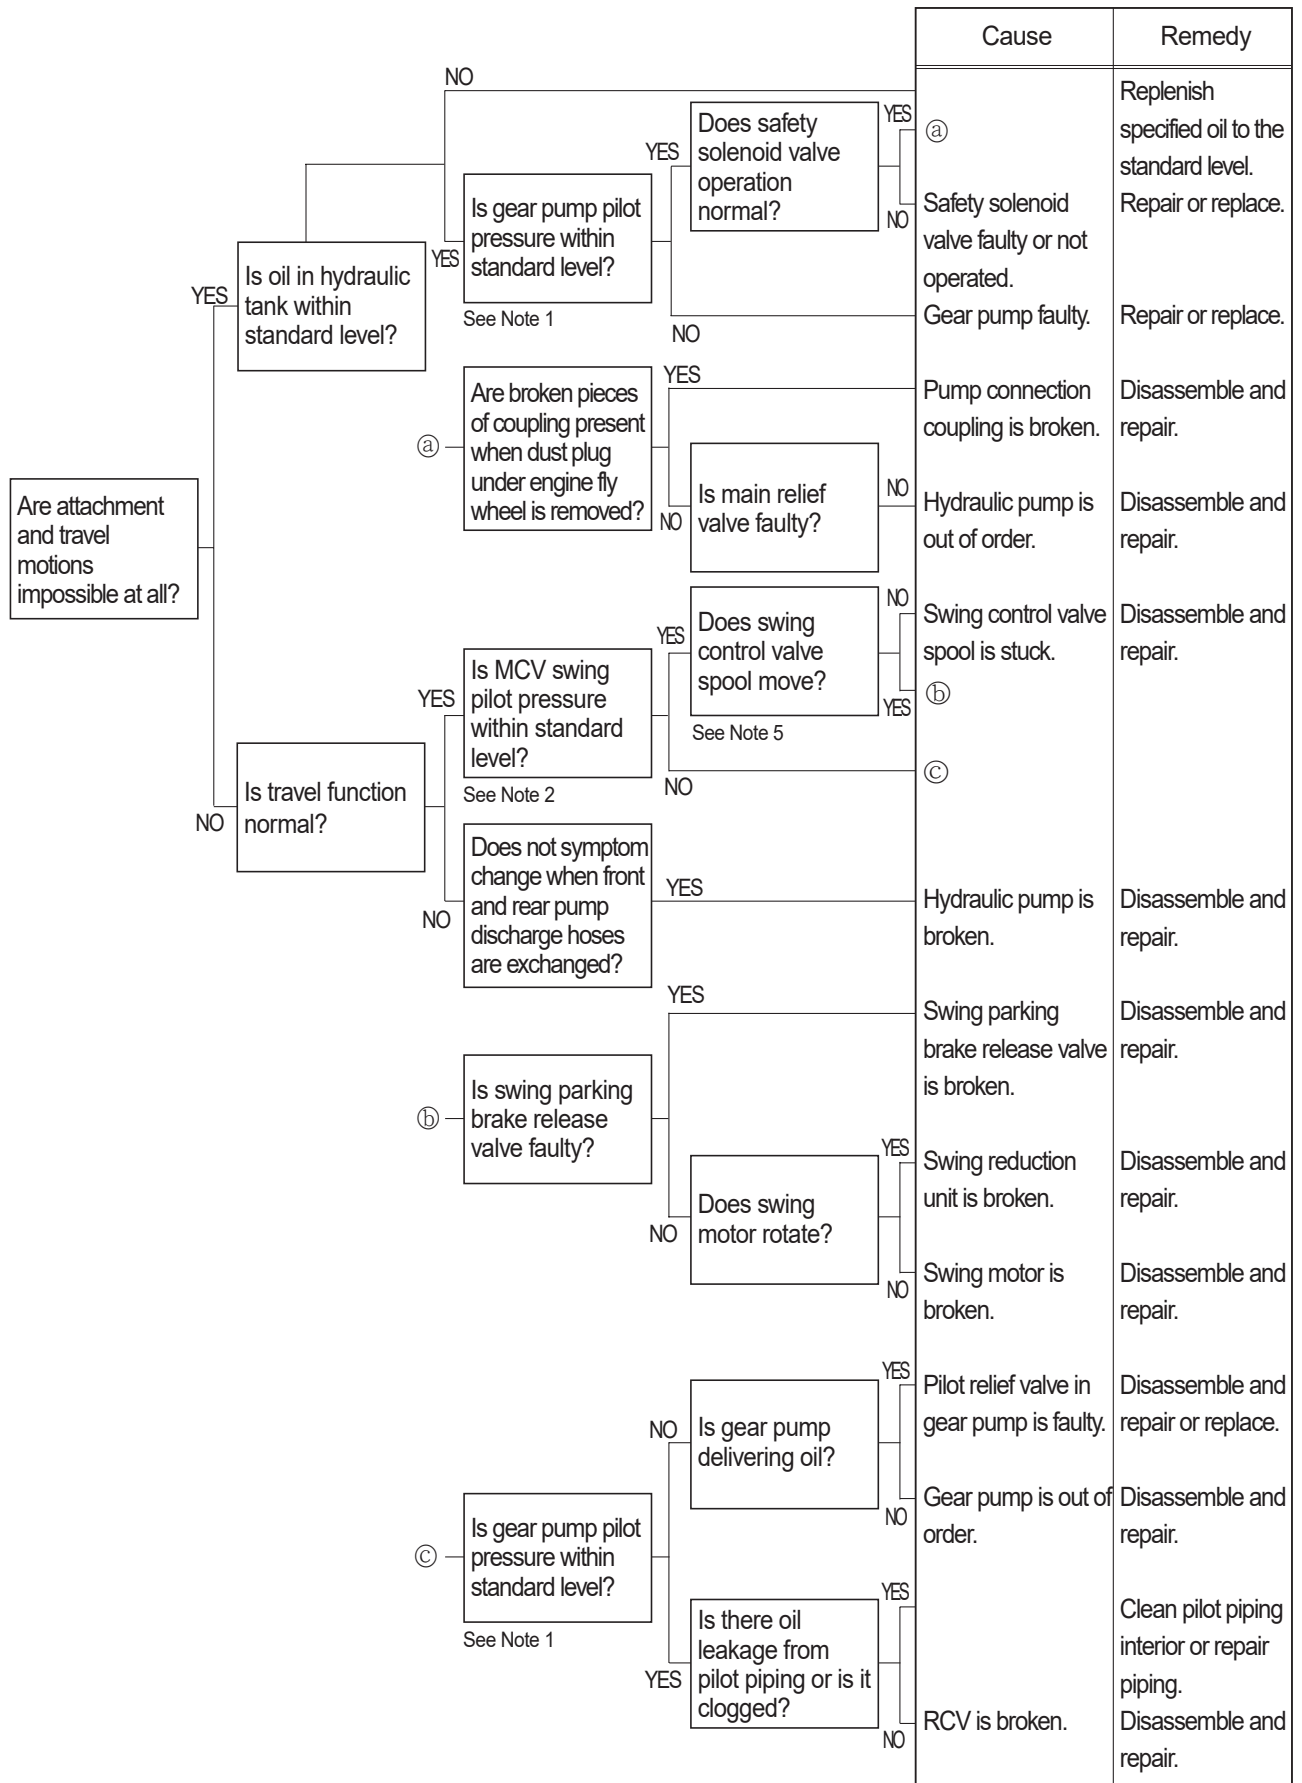 Cause
Remedy
NO
Replenish
specified oil to the
standard level.
Does safety
solenoid valve
operation
normal?
YES
ⓐ
YES
Is gear pump pilot
pressure within
standard level?
See Note 1
YES
NO
Safety solenoid
valve faulty or not
operated.
Repair or replace.
Is oil in hydraulic
tank within
standard level?
YES
NO
Gear pump faulty.
Repair or replace.
Are broken pieces
of coupling present
when dust plug
under engine fly
wheel is removed?
ⓐ
YES
Pump connection
coupling is broken.
Disassemble and
repair.
NO
Is main relief
valve faulty?
NO
Hydraulic pump is
out of order.
Disassemble and
repair.
Are attachment
and travel
motions
impossible at all?
Does swing
control valve
spool move?
See Note 5
NO
Swing control valve
spool is stuck.
Disassemble and
repair.
YES
ⓑ
YES
Is MCV swing
pilot pressure
within standard
level?
See Note 2
YES
NO
ⓒ
Is travel function
normal?
NO
Does not symptom
change when front
and rear pump
discharge hoses
are exchanged?
NO
YES
Hydraulic pump is
broken.
Disassemble and
repair.
YES
Swing parking
brake release valve
is broken.
Disassemble and
repair.
ⓑ
Is swing parking
brake release
valve faulty?
NO
Does swing
motor rotate?
YES
Swing reduction
unit is broken.
Disassemble and
repair.
NO
Swing motor is
broken.
Disassemble and
repair.
NO
Is gear pump
delivering oil?
YES
Pilot relief valve in
gear pump is faulty.
Disassemble and
repair or replace.
NO
Gear pump is out of
order.
Disassemble and
repair.
ⓒ
Is gear pump pilot
pressure within
standard level?
See Note 1
YES
Is there oil
leakage from
pilot piping or is it
clogged?
YES
Clean pilot piping
interior or repair
piping.
NO
RCV is broken.
Disassemble and
repair.